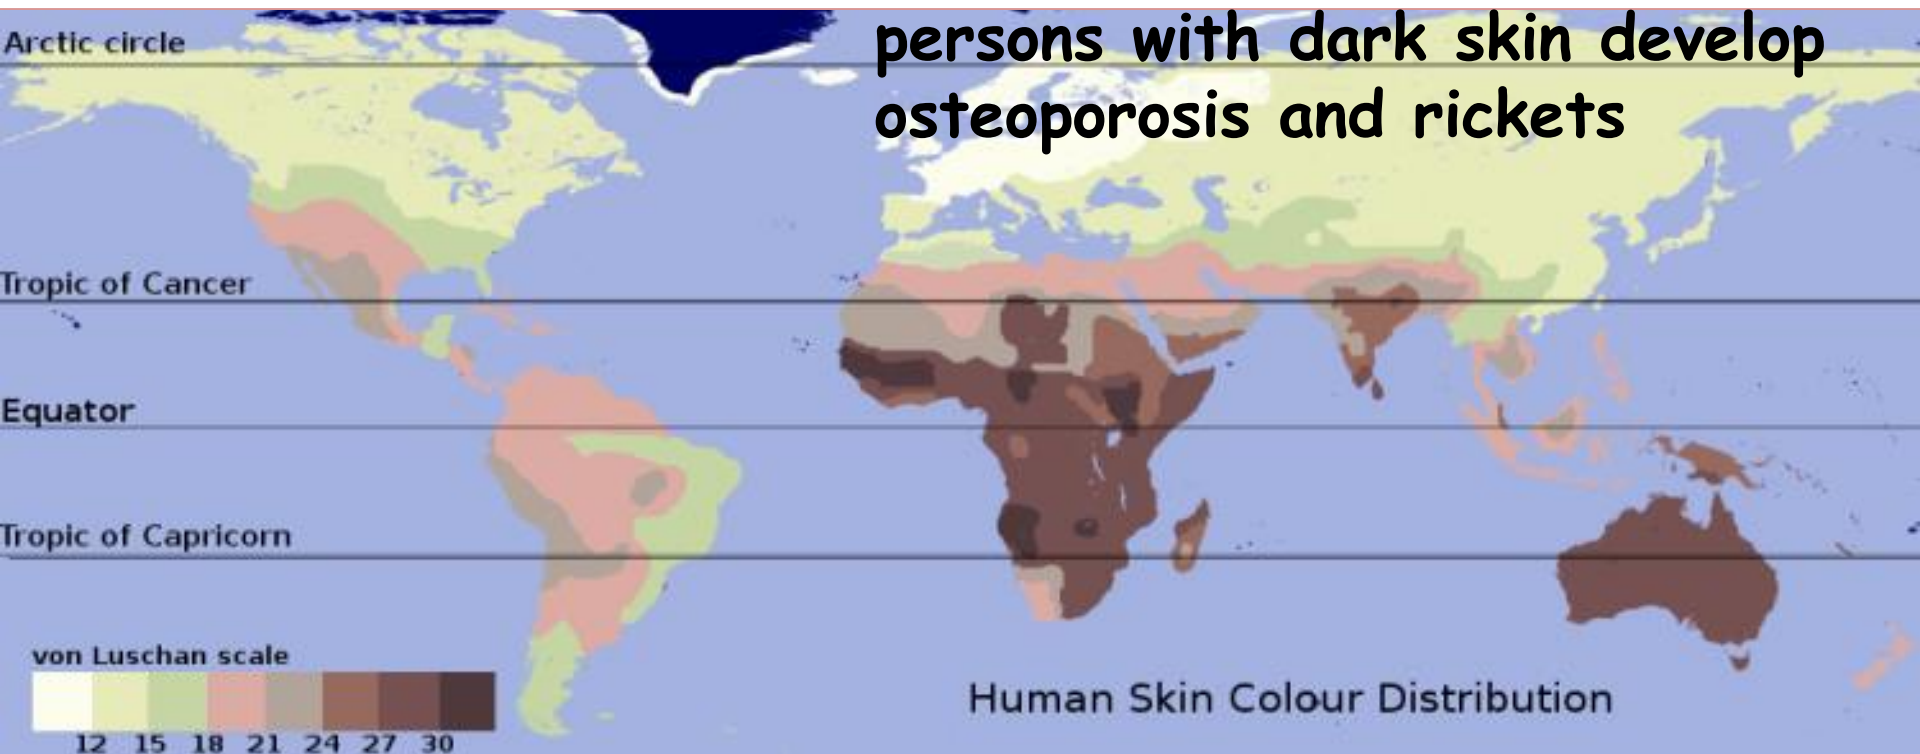 persons with dark skin develop
osteoporosis and rickets
Arctic circle
Tropic of Cancer
Equator
Tropic of Capricorn
von Luschan scale
12 15 18 21 24 27 30
Human Skin Colour Distribution